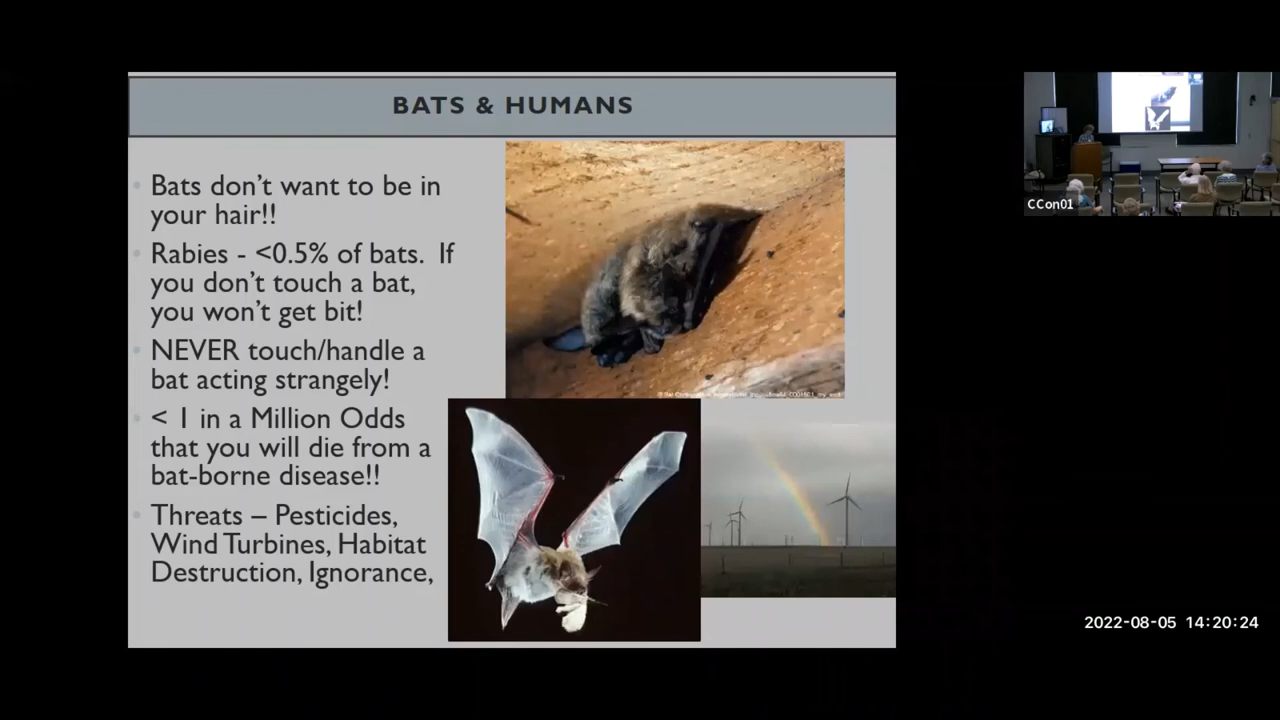 BATS & HUMANS
Bats don't want to be in
your hair!!
Rabies - <0.5% of bats. If
you don't touch a bat,
you won't get bit!
NEVER touch/handle a
bat acting strangely!
< 1 in a Million Odds
that you will die from a
bat-borne disease!!
Threats – Pesticides,
Wind Turbines, Habitat
Destruction, Ignorance,
CCon01
2022-08-05 14:20:24